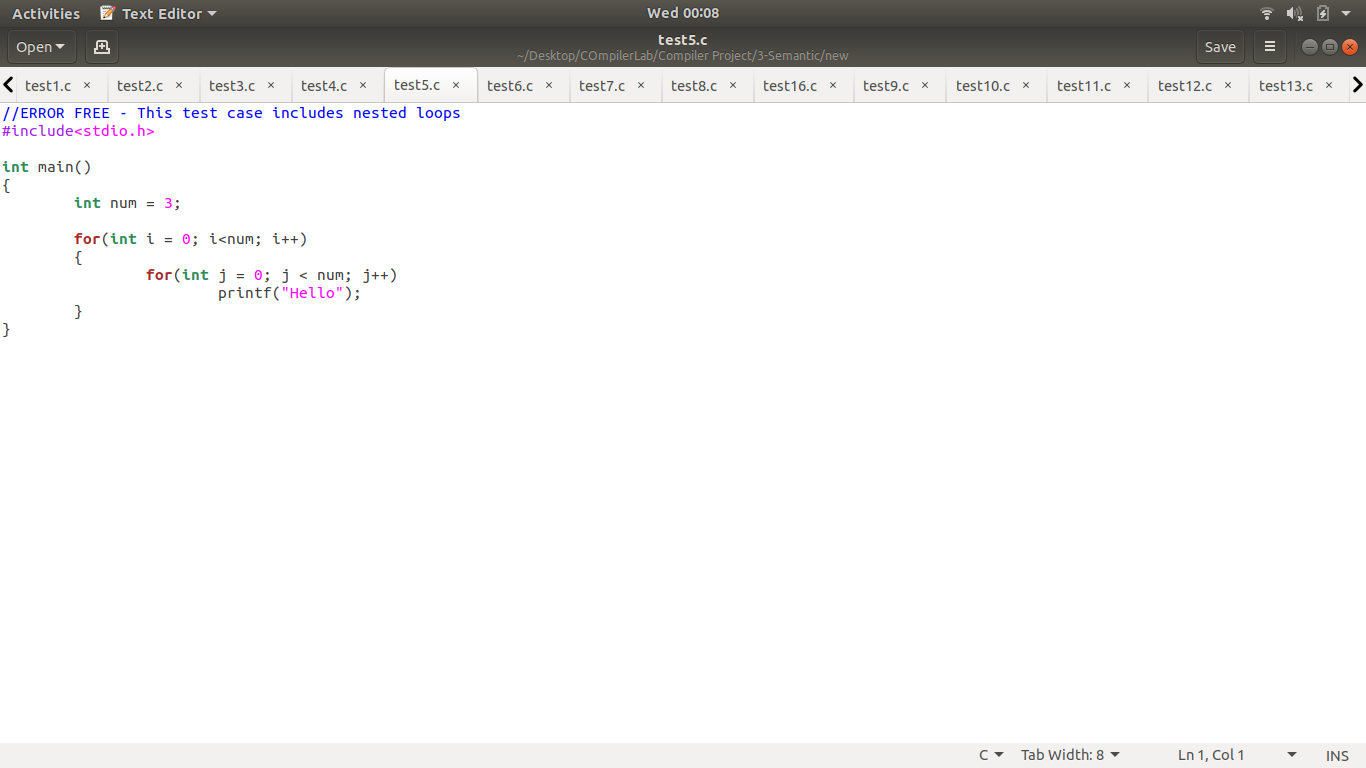 Activities Text Editor Wed 00:08
Open test5.c Save
~/Desktop/COmpilerLab/Compiler Project/3-Semantic/new
test1.c × test2.c × test3.c × test4.c × test5.c × test6.c × test7.c × test8.c × test16.c × test9.c × test10.c × test11.c × test12.c × test13.c ×
//ERROR FREE - This test case includes nested loops
#include<stdio.h>

int main()
{
        int num = 3;

        for(int i = 0; i<num; i++)
        {
                for(int j = 0; j < num; j++)
                        printf("Hello");
        }
}
C Tab Width: 8 Ln 1, Col 1 INS